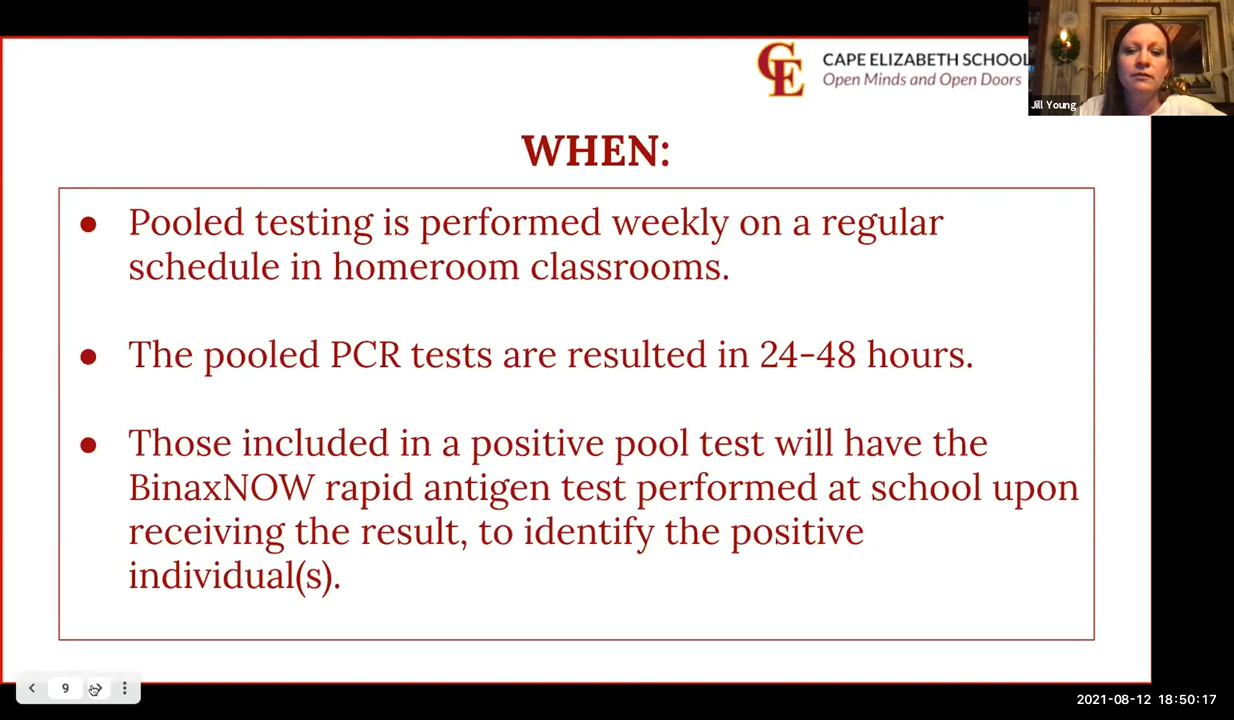 CAPE ELIZABETH SCHOOL
Open Minds and Open Doors
Jill Young
WHEN:
● Pooled testing is performed weekly on a regular
schedule in homeroom classrooms.
● The pooled PCR tests are resulted in 24-48 hours.
● Those included in a positive pool test will have the
BinaxNOW rapid antigen test performed at school upon
receiving the result, to identify the positive
individual(s).
9
2021-08-12 18:50:17